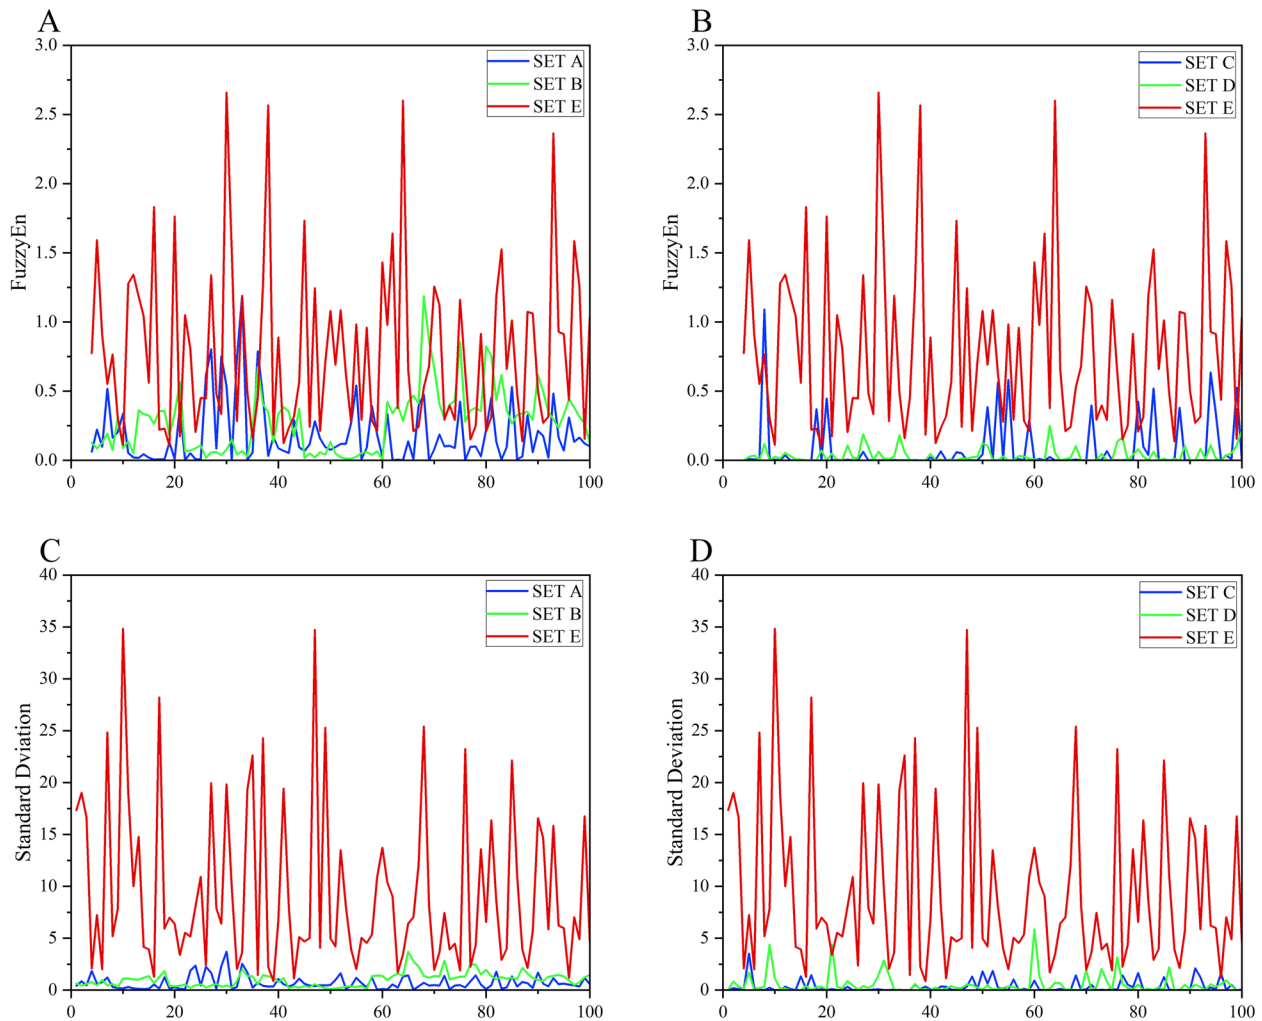 A
3.0
2.5
2.0
1.5
1.0
0.5
0.0
FuzzyEn
SET A
SET B
SET E
0 20 40 60 80 100
B
3.0
2.5
2.0
1.5
1.0
0.5
0.0
FuzzyEn
SET C
SET D
SET E
0 20 40 60 80 100
C
40
35
30
25
20
15
10
5
0
Standard Dviation
SET A
SET B
SET E
0 20 40 60 80 100
D
40
35
30
25
20
15
10
5
0
Standard Deviation
SET C
SET D
SET E
0 20 40 60 80 100